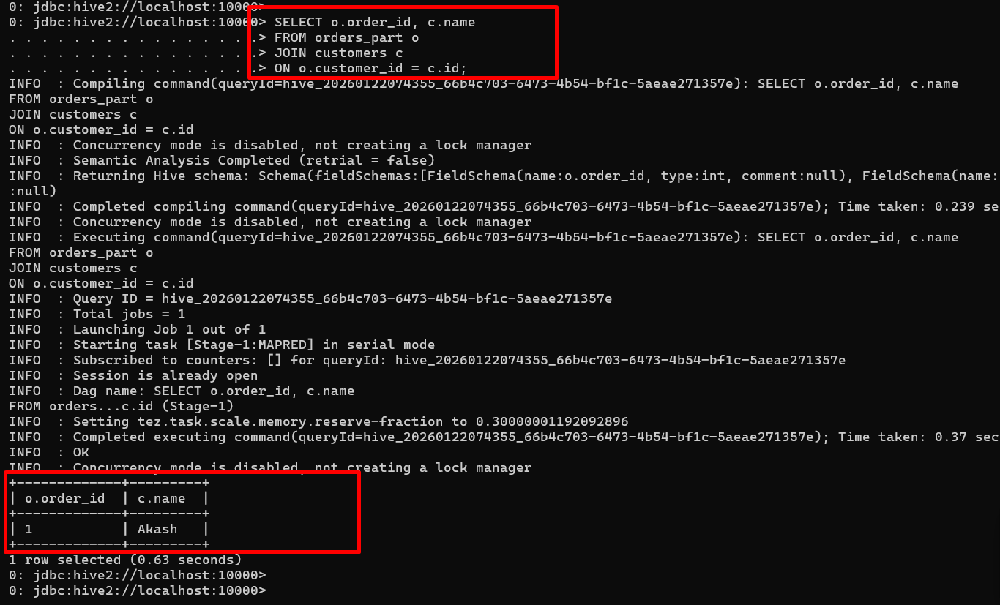 0: jdbc:hive2://localhost:10000>
0: jdbc:hive2://localhost:10000> SELECT o.order_id, c.name
. . . . . . . . . . . . . . . .> FROM orders_part o
. . . . . . . . . . . . . . . .> JOIN customers c
. . . . . . . . . . . . . . . .> ON o.customer_id = c.id;
INFO  : Compiling command(queryId=hive_20260122074355_66b4c703-6473-4b54-bf1c-5aeae271357e): SELECT o.order_id, c.name
FROM orders_part o
JOIN customers c
ON o.customer_id = c.id
INFO  : Concurrency mode is disabled, not creating a lock manager
INFO  : Semantic Analysis Completed (retrial = false)
INFO  : Returning Hive schema: Schema(fieldSchemas:[FieldSchema(name:o.order_id, type:int, comment:null), FieldSchema(name:
:null)
INFO  : Completed compiling command(queryId=hive_20260122074355_66b4c703-6473-4b54-bf1c-5aeae271357e); Time taken: 0.239 se
INFO  : Concurrency mode is disabled, not creating a lock manager
INFO  : Executing command(queryId=hive_20260122074355_66b4c703-6473-4b54-bf1c-5aeae271357e): SELECT o.order_id, c.name
FROM orders_part o
JOIN customers c
ON o.customer_id = c.id
INFO  : Query ID = hive_20260122074355_66b4c703-6473-4b54-bf1c-5aeae271357e
INFO  : Total jobs = 1
INFO  : Launching Job 1 out of 1
INFO  : Starting task [Stage-1:MAPRED] in serial mode
INFO  : Subscribed to counters: [] for queryId: hive_20260122074355_66b4c703-6473-4b54-bf1c-5aeae271357e
INFO  : Session is already open
INFO  : Dag name: SELECT o.order_id, c.name
FROM orders...c.id (Stage-1)
INFO  : Setting tez.task.scale.memory.reserve-fraction to 0.30000001192092896
INFO  : Completed executing command(queryId=hive_20260122074355_66b4c703-6473-4b54-bf1c-5aeae271357e); Time taken: 0.37 sec
INFO  : OK
INFO  : Concurrency mode is disabled, not creating a lock manager
+-------------+---------+
| o.order_id  | c.name  |
+-------------+---------+
| 1           | Akash   |
+-------------+---------+
1 row selected (0.63 seconds)
0: jdbc:hive2://localhost:10000>
0: jdbc:hive2://localhost:10000>